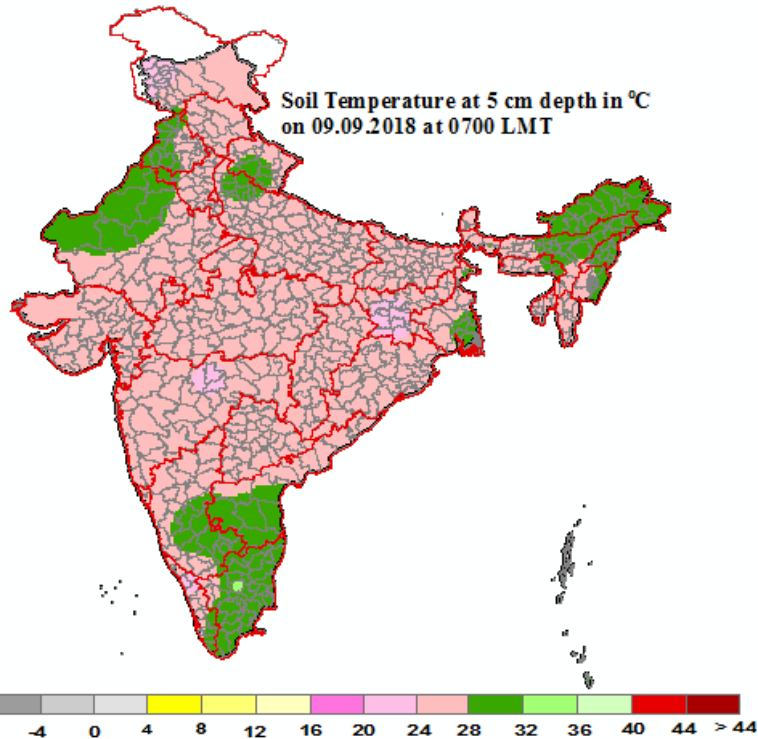 Soil Temperature at 5 cm depth in ⁰C
on 09.09.2018 at 0700 LMT
-4 0 4 8 12 16 20 24 28 32 36 40 44 > 44